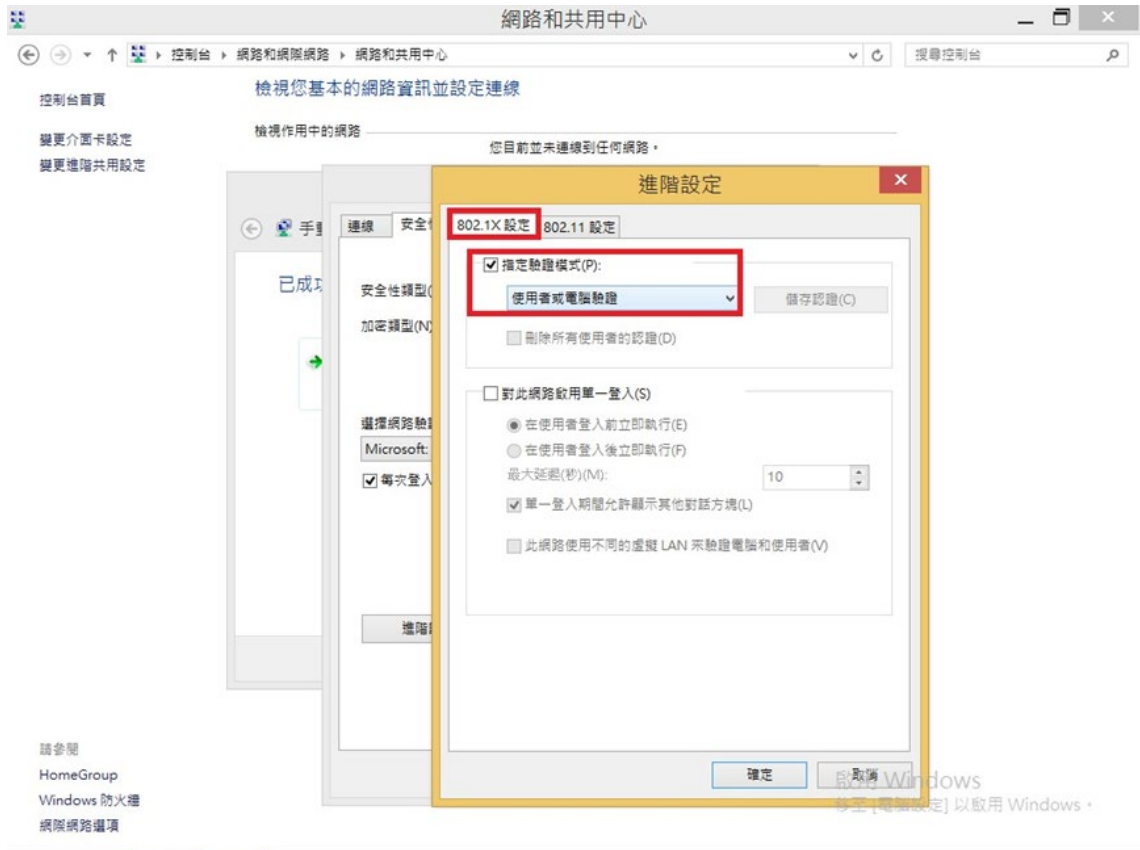 網路和共用中心
控制台 網路和網際網路 網路和共用中心
搜尋控制台
控制台首頁
變更介面卡設定
變更進階共用設定
檢視您基本的網路資訊並設定連線
檢視作用中的網路
您目前並未連線到任何網路。
手動
已成功
連線 安全性
安全性類型(
加密類型(N)
選擇網路驗
Microsoft:
每次登入
進階
進階設定
802.1X 設定 802.11 設定
指定驗證模式(P):
使用者或電腦驗證
儲存認證(C)
刪除所有使用者的認證(D)
對此網路啟用單一登入(S)
在使用者登入前立即執行(E)
在使用者登入後立即執行(F)
最大延遲(秒)(M):
10
單一登入期間允許顯示其他對話方塊(L)
此網路使用不同的虛擬 LAN 來驗證電腦和使用者(V)
確定
取消
啟用 Windows
移至 [電腦設定] 以啟用 Windows。
請參閱
HomeGroup
Windows 防火牆
網際網路選項